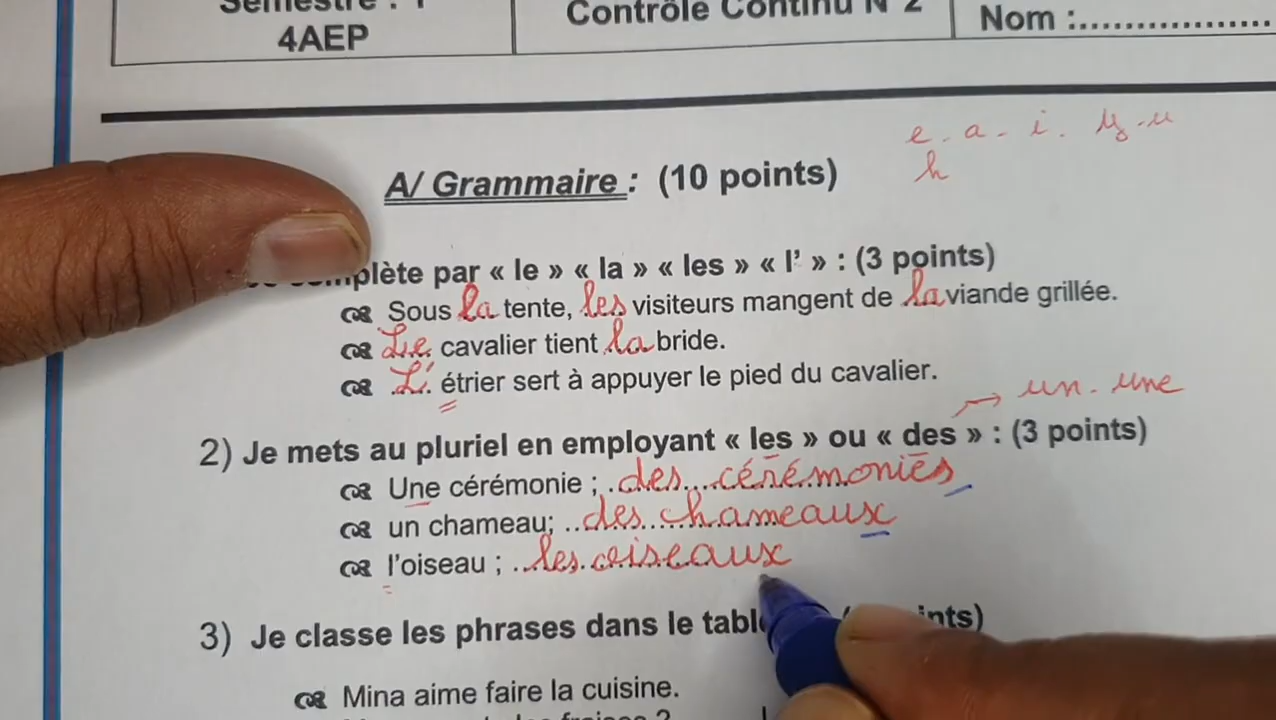 Semestre : 1
4AEP
Contrôle Continu N°2
Nom :..................
e - a - i - y - u
h
A/ Grammaire : (10 points)
plète par « le » « la » « les » « l’ » : (3 points)
Sous la tente, les visiteurs mangent de la viande grillée.
Le cavalier tient la bride.
L' étrier sert à appuyer le pied du cavalier.
→ un - une
2) Je mets au pluriel en employant « les » ou « des » : (3 points)
Une cérémonie ; des cérémonies
un chameau; des chameaux
l'oiseau ; les oiseaux
3) Je classe les phrases dans le
Mina aime faire la cuisine.